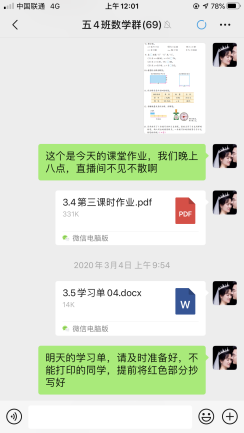 中国联通 4G 上午 12:01 78%
五4班数学群(69)
这个是今天的课堂作业，我们晚上
八点，直播间不见不散啊
3.4第三课时作业.pdf
331K
PDF
微信电脑版
2020年3月4日 上午9:54
3.5学习单04.docx
14K
W
微信电脑版
明天的学习单，请及时准备好，不
能打印的同学，提前将红色部分抄
写好